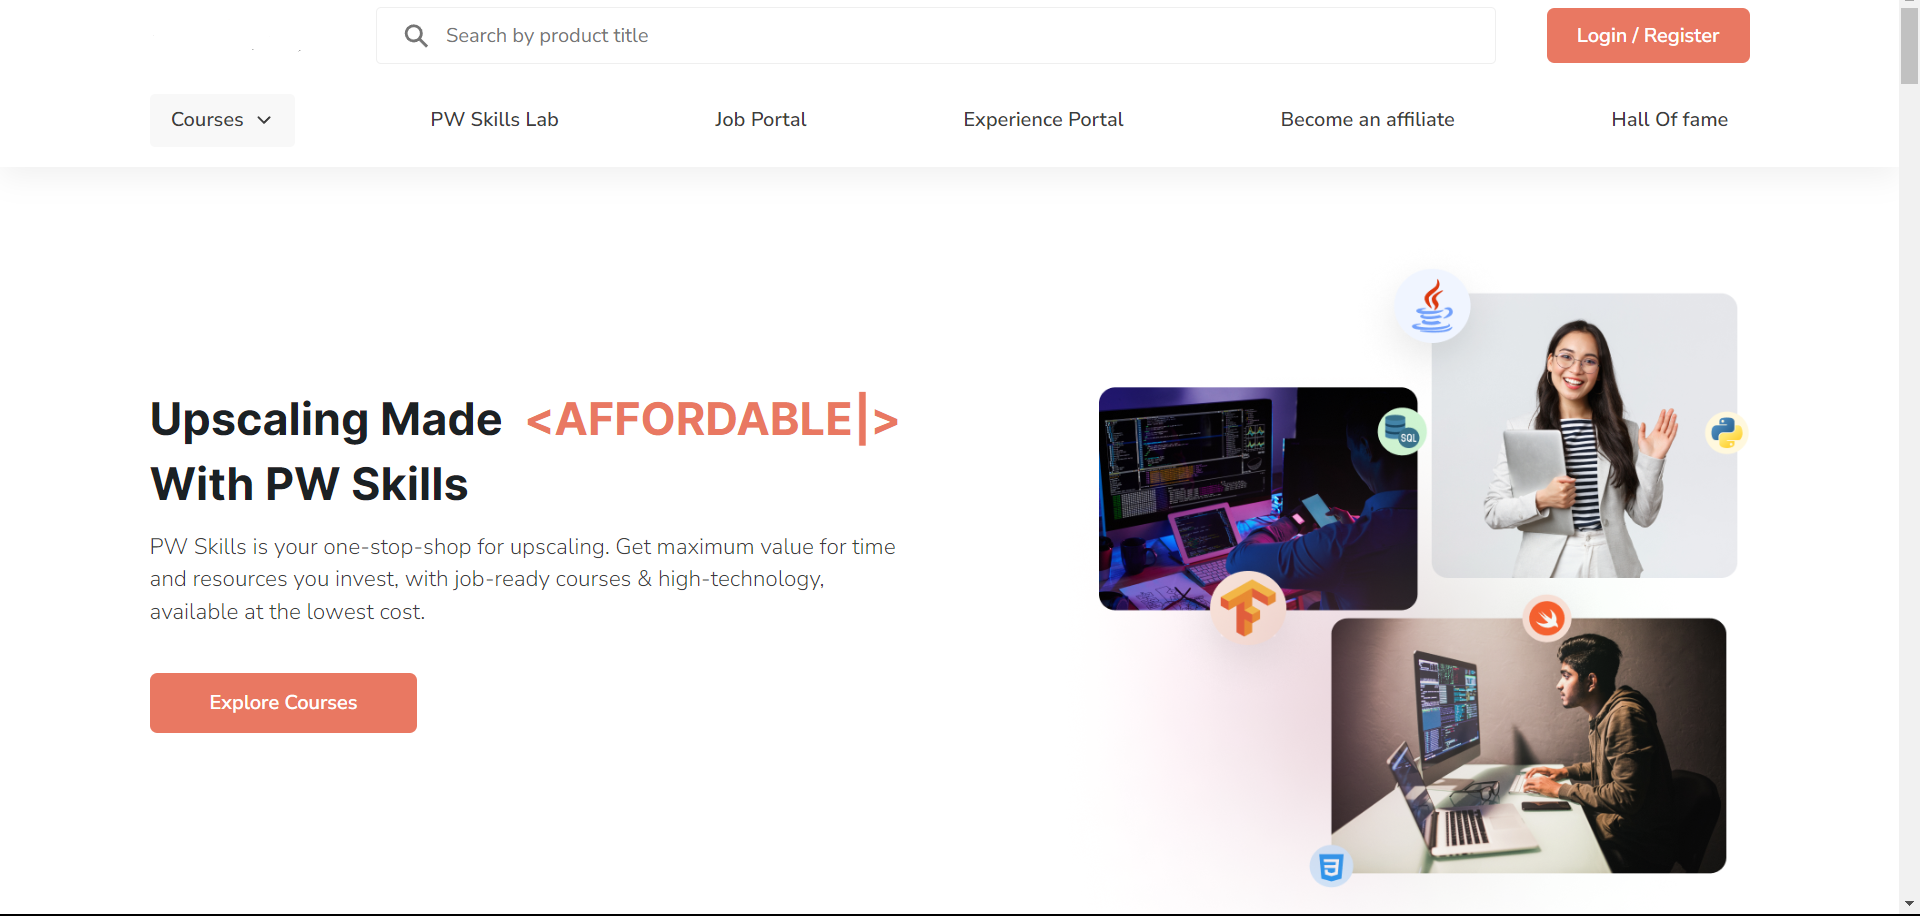 Search by product title
Login / Register
Courses
PW Skills Lab
Job Portal
Experience Portal
Become an affiliate
Hall Of fame
Upscaling Made <AFFORDABLE|>
With PW Skills
PW Skills is your one-stop-shop for upscaling. Get maximum value for time
and resources you invest, with job-ready courses & high-technology,
available at the lowest cost.
Explore Courses
SQL